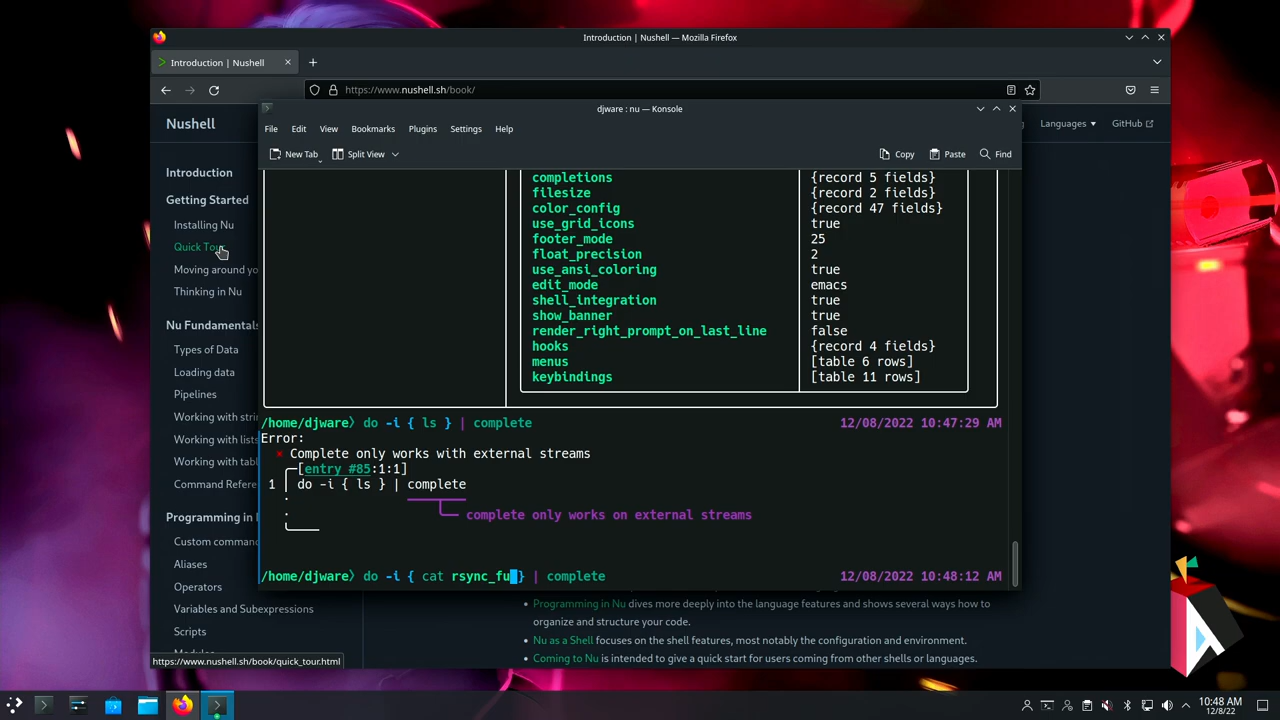 Introduction | Nushell — Mozilla Firefox
Introduction | Nushell
https://www.nushell.sh/book/
djware : nu — Konsole
Nushell
Languages
GitHub
File Edit View Bookmarks Plugins Settings Help
New Tab Split View Copy Paste Find
Introduction
Getting Started
Installing Nu
Quick Tou
Moving around yo
Thinking in Nu
Nu Fundamentals
Types of Data
Loading data
Pipelines
Working with stri
Working with lists
Working with tabl
Command Refere
Programming in
Custom comman
Aliases
Operators
Variables and Subexpressions
Scripts
completions {record 5 fields}
filesize {record 2 fields}
color_config {record 47 fields}
use_grid_icons true
footer_mode 25
float_precision 2
use_ansi_coloring true
edit_mode emacs
shell_integration true
show_banner true
render_right_prompt_on_last_line false
hooks {record 4 fields}
menus [table 6 rows]
keybindings [table 11 rows]
/home/djware〉do -i { ls } | complete 12/08/2022 10:47:29 AM
Error:
× Complete only works with external streams
╭─[entry #85:1:1]
1 │ do -i { ls } | complete
· complete only works on external streams
/home/djware〉do -i { cat rsync_fu } | complete 12/08/2022 10:48:12 AM
Programming in Nu dives more deeply into the language features and shows several ways how to
organize and structure your code.
Nu as a Shell focuses on the shell features, most notably the configuration and environment.
Coming to Nu is intended to give a quick start for users coming from other shells or languages.
https://www.nushell.sh/book/quick_tour.html
10:48 AM
12/8/22